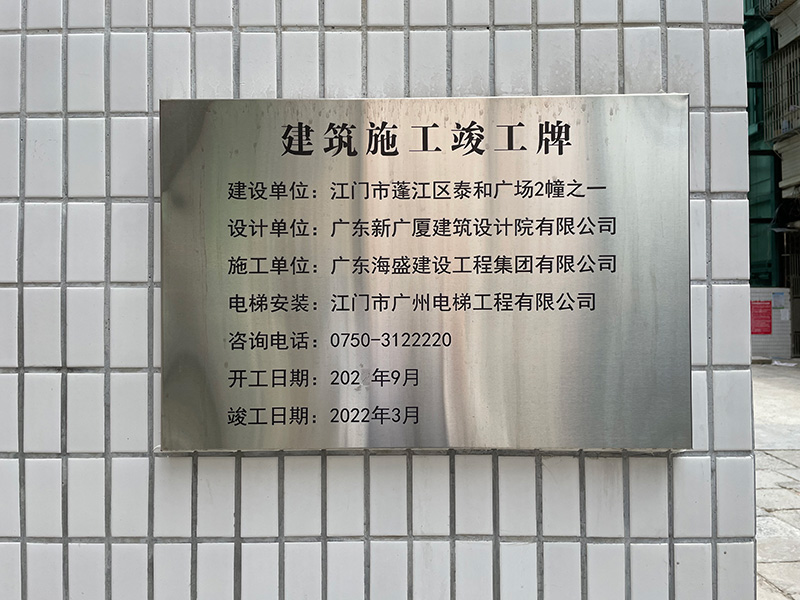 建筑施工竣工牌
建设单位：江门市蓬江区泰和广场2幢之一
设计单位：广东新广厦建筑设计院有限公司
施工单位：广东海盛建设工程集团有限公司
电梯安装：江门市广州电梯工程有限公司
咨询电话：0750-3122220
开工日期：202 年9月
竣工日期：2022年3月